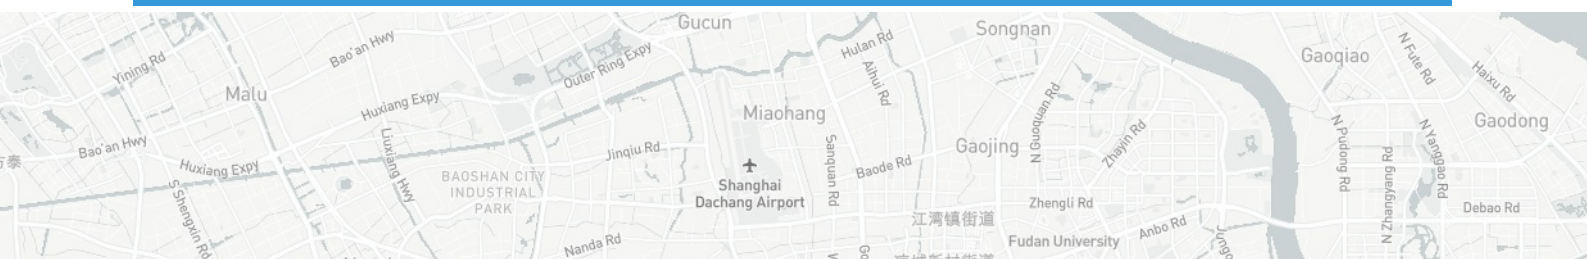 Gucun
Songnan
Hulan Rd
Bao'an Hwy
N Fute Rd
Gaoqiao
Yining Rd
Outer Ring Expy
Aihui Rd
Haixu Rd
Malu
Huxiang Expy
N Guoquan Rd
Miaohang
Gaodong
Zhayin Rd
Bao'an Hwy
Liuxiang Hwy
Jinqiu Rd
Gaojing
N Pudong Rd
N Yanggao Rd
Huxiang Expy
Sanquan Rd
Baode Rd
BAOSHAN CITY
INDUSTRIAL
PARK
Shanghai
Dachang Airport
N Zhangyang Rd
S Shengxin Rd
Zhengli Rd
Debao Rd
江湾镇街道
Anbo Rd
Nanda Rd
Fudan University